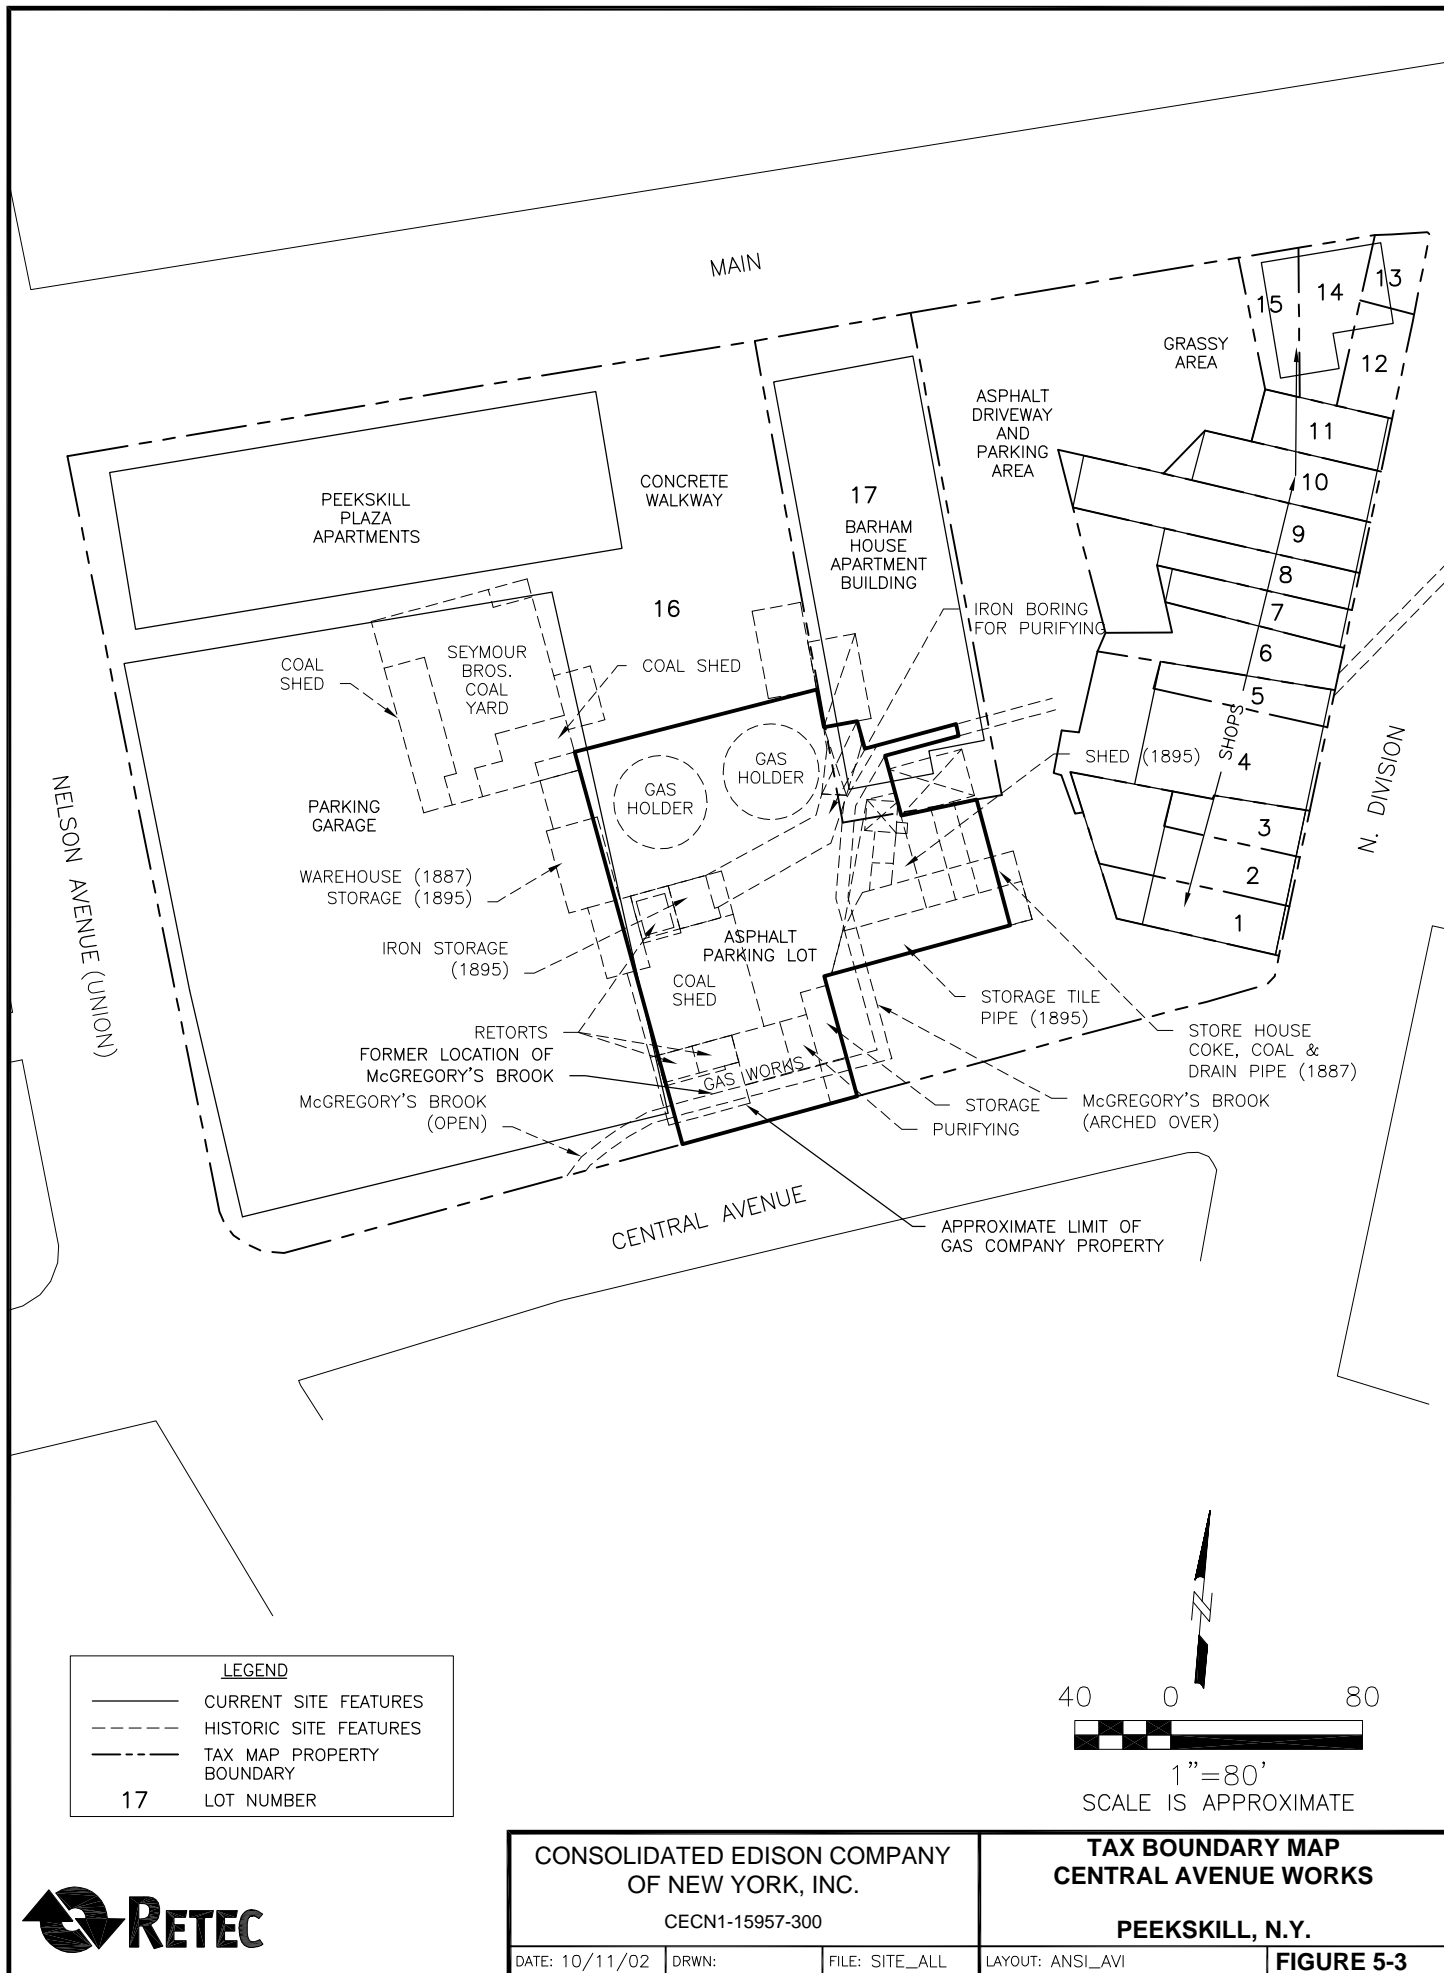 MAIN
15
14
13
12
GRASSY
AREA
ASPHALT
DRIVEWAY
AND
PARKING
AREA
11
10
9
8
7
6
5
4
3
2
1
SHOPS
N. DIVISION
PEEKSKILL
PLAZA
APARTMENTS
CONCRETE
WALKWAY
17
BARHAM
HOUSE
APARTMENT
BUILDING
16
IRON BORING
FOR PURIFYING
COAL
SHED
SEYMOUR
BROS.
COAL
YARD
COAL SHED
GAS
HOLDER
GAS
HOLDER
SHED (1895)
NELSON AVENUE (UNION)
PARKING
GARAGE
WAREHOUSE (1887)
STORAGE (1895)
IRON STORAGE
(1895)
ASPHALT
PARKING LOT
COAL
SHED
STORAGE TILE
PIPE (1895)
STORE HOUSE
COKE, COAL &
DRAIN PIPE (1887)
RETORTS
FORMER LOCATION OF
McGREGORY'S BROOK
GAS WORKS
McGREGORY'S BROOK
(OPEN)
STORAGE
PURIFYING
McGREGORY'S BROOK
(ARCHED OVER)
CENTRAL AVENUE
APPROXIMATE LIMIT OF
GAS COMPANY PROPERTY
N
LEGEND
CURRENT SITE FEATURES
HISTORIC SITE FEATURES
TAX MAP PROPERTY
BOUNDARY
17 LOT NUMBER
40 0 80
1"=80'
SCALE IS APPROXIMATE
RETEC
CONSOLIDATED EDISON COMPANY
OF NEW YORK, INC.
CECN1-15957-300
TAX BOUNDARY MAP
CENTRAL AVENUE WORKS
PEEKSKILL, N.Y.
DATE: 10/11/02 DRWN: FILE: SITE_ALL LAYOUT: ANSI_AVI FIGURE 5-3